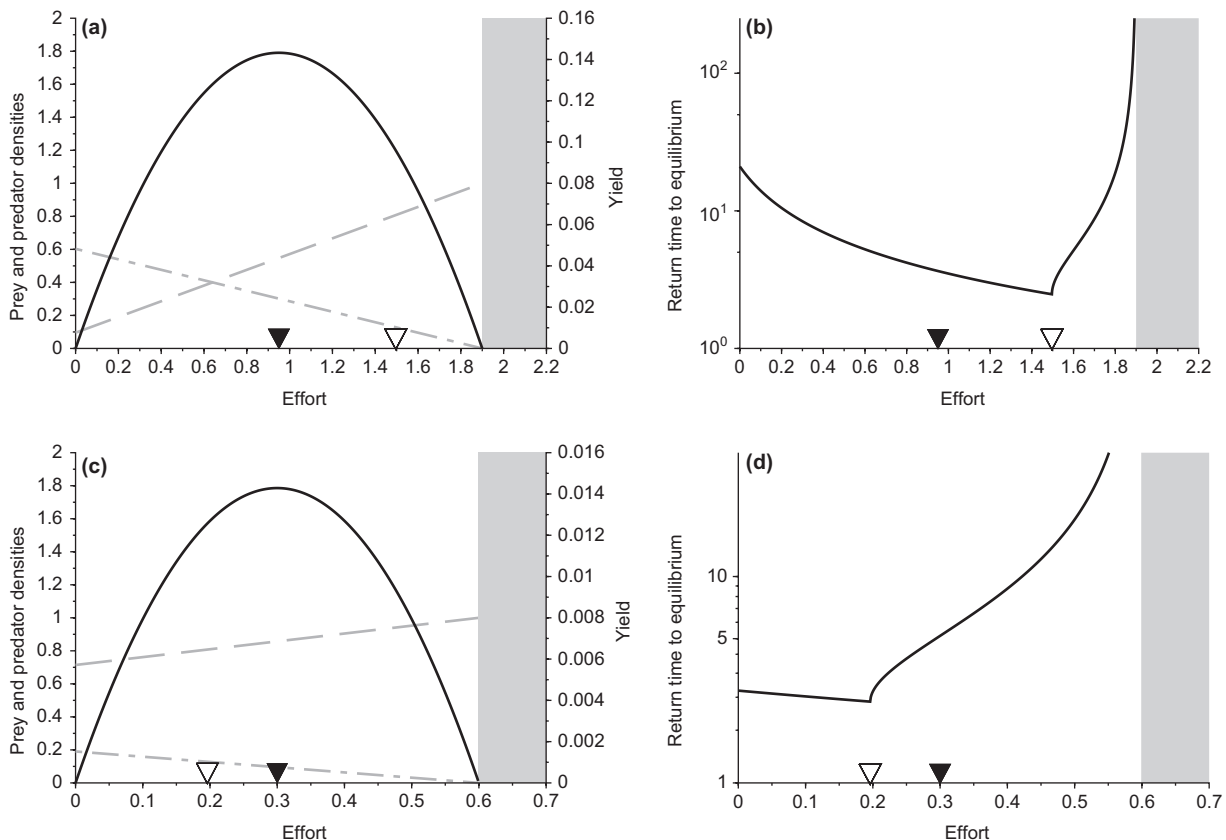 (a)
2
1.8
1.6
1.4
1.2
1
0.8
0.6
0.4
0.2
0
Prey and predator densities
0.16
0.14
0.12
0.1
0.08
0.06
0.04
0.02
0
Yield
0 0.2 0.4 0.6 0.8 1 1.2 1.4 1.6 1.8 2 2.2
Effort
(b)
10^2
10^1
10^0
Return time to equilibrium
0 0.2 0.4 0.6 0.8 1 1.2 1.4 1.6 1.8 2 2.2
Effort
(c)
2
1.8
1.6
1.4
1.2
1
0.8
0.6
0.4
0.2
0
Prey and predator densities
0.016
0.014
0.012
0.01
0.008
0.006
0.004
0.002
0
Yield
0 0.1 0.2 0.3 0.4 0.5 0.6 0.7
Effort
(d)
10
5
1
Return time to equilibrium
0 0.1 0.2 0.3 0.4 0.5 0.6 0.7
Effort